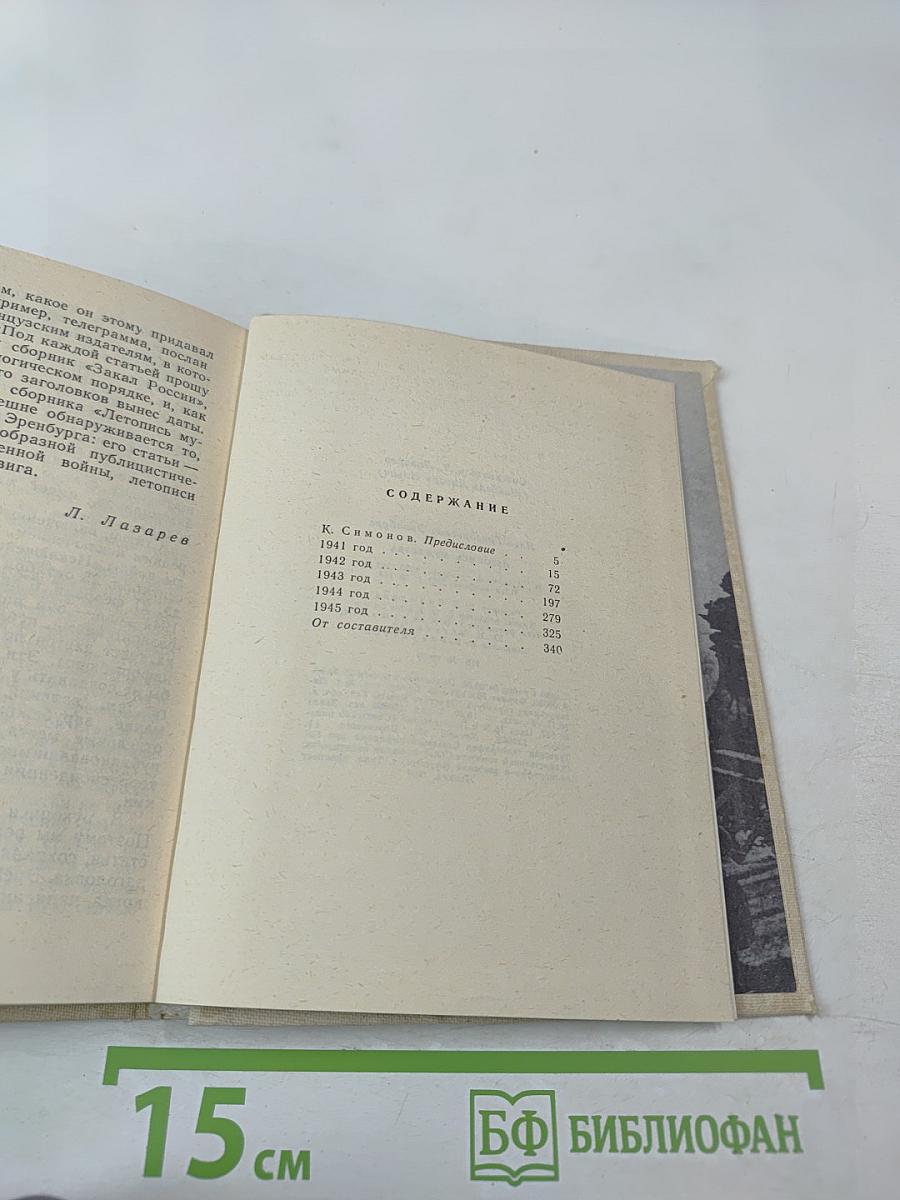 м, какое он этому придавал
ример, телеграмма, послан
нцузским издателям, в кото-
«Под каждой статьей прошу
сборник «Закал России»,
огическом порядке, и, как
го заголовков вынес даты.
сборника «Летопись му-
ешне обнаруживается то,
Эренбурга: его статьи —
образной публицистиче-
енной войны, летописи
вига.
Л. Лазарев
СОДЕРЖАНИЕ
К. Симонов. Предисловие . . . 5
1941 год . . . . . . . . . . 15
1942 год . . . . . . . . . . 72
1943 год . . . . . . . . . . 197
1944 год . . . . . . . . . . 279
1945 год . . . . . . . . . . 325
От составителя . . . . . . . 340
15 см
БФ БИБЛИОФАН